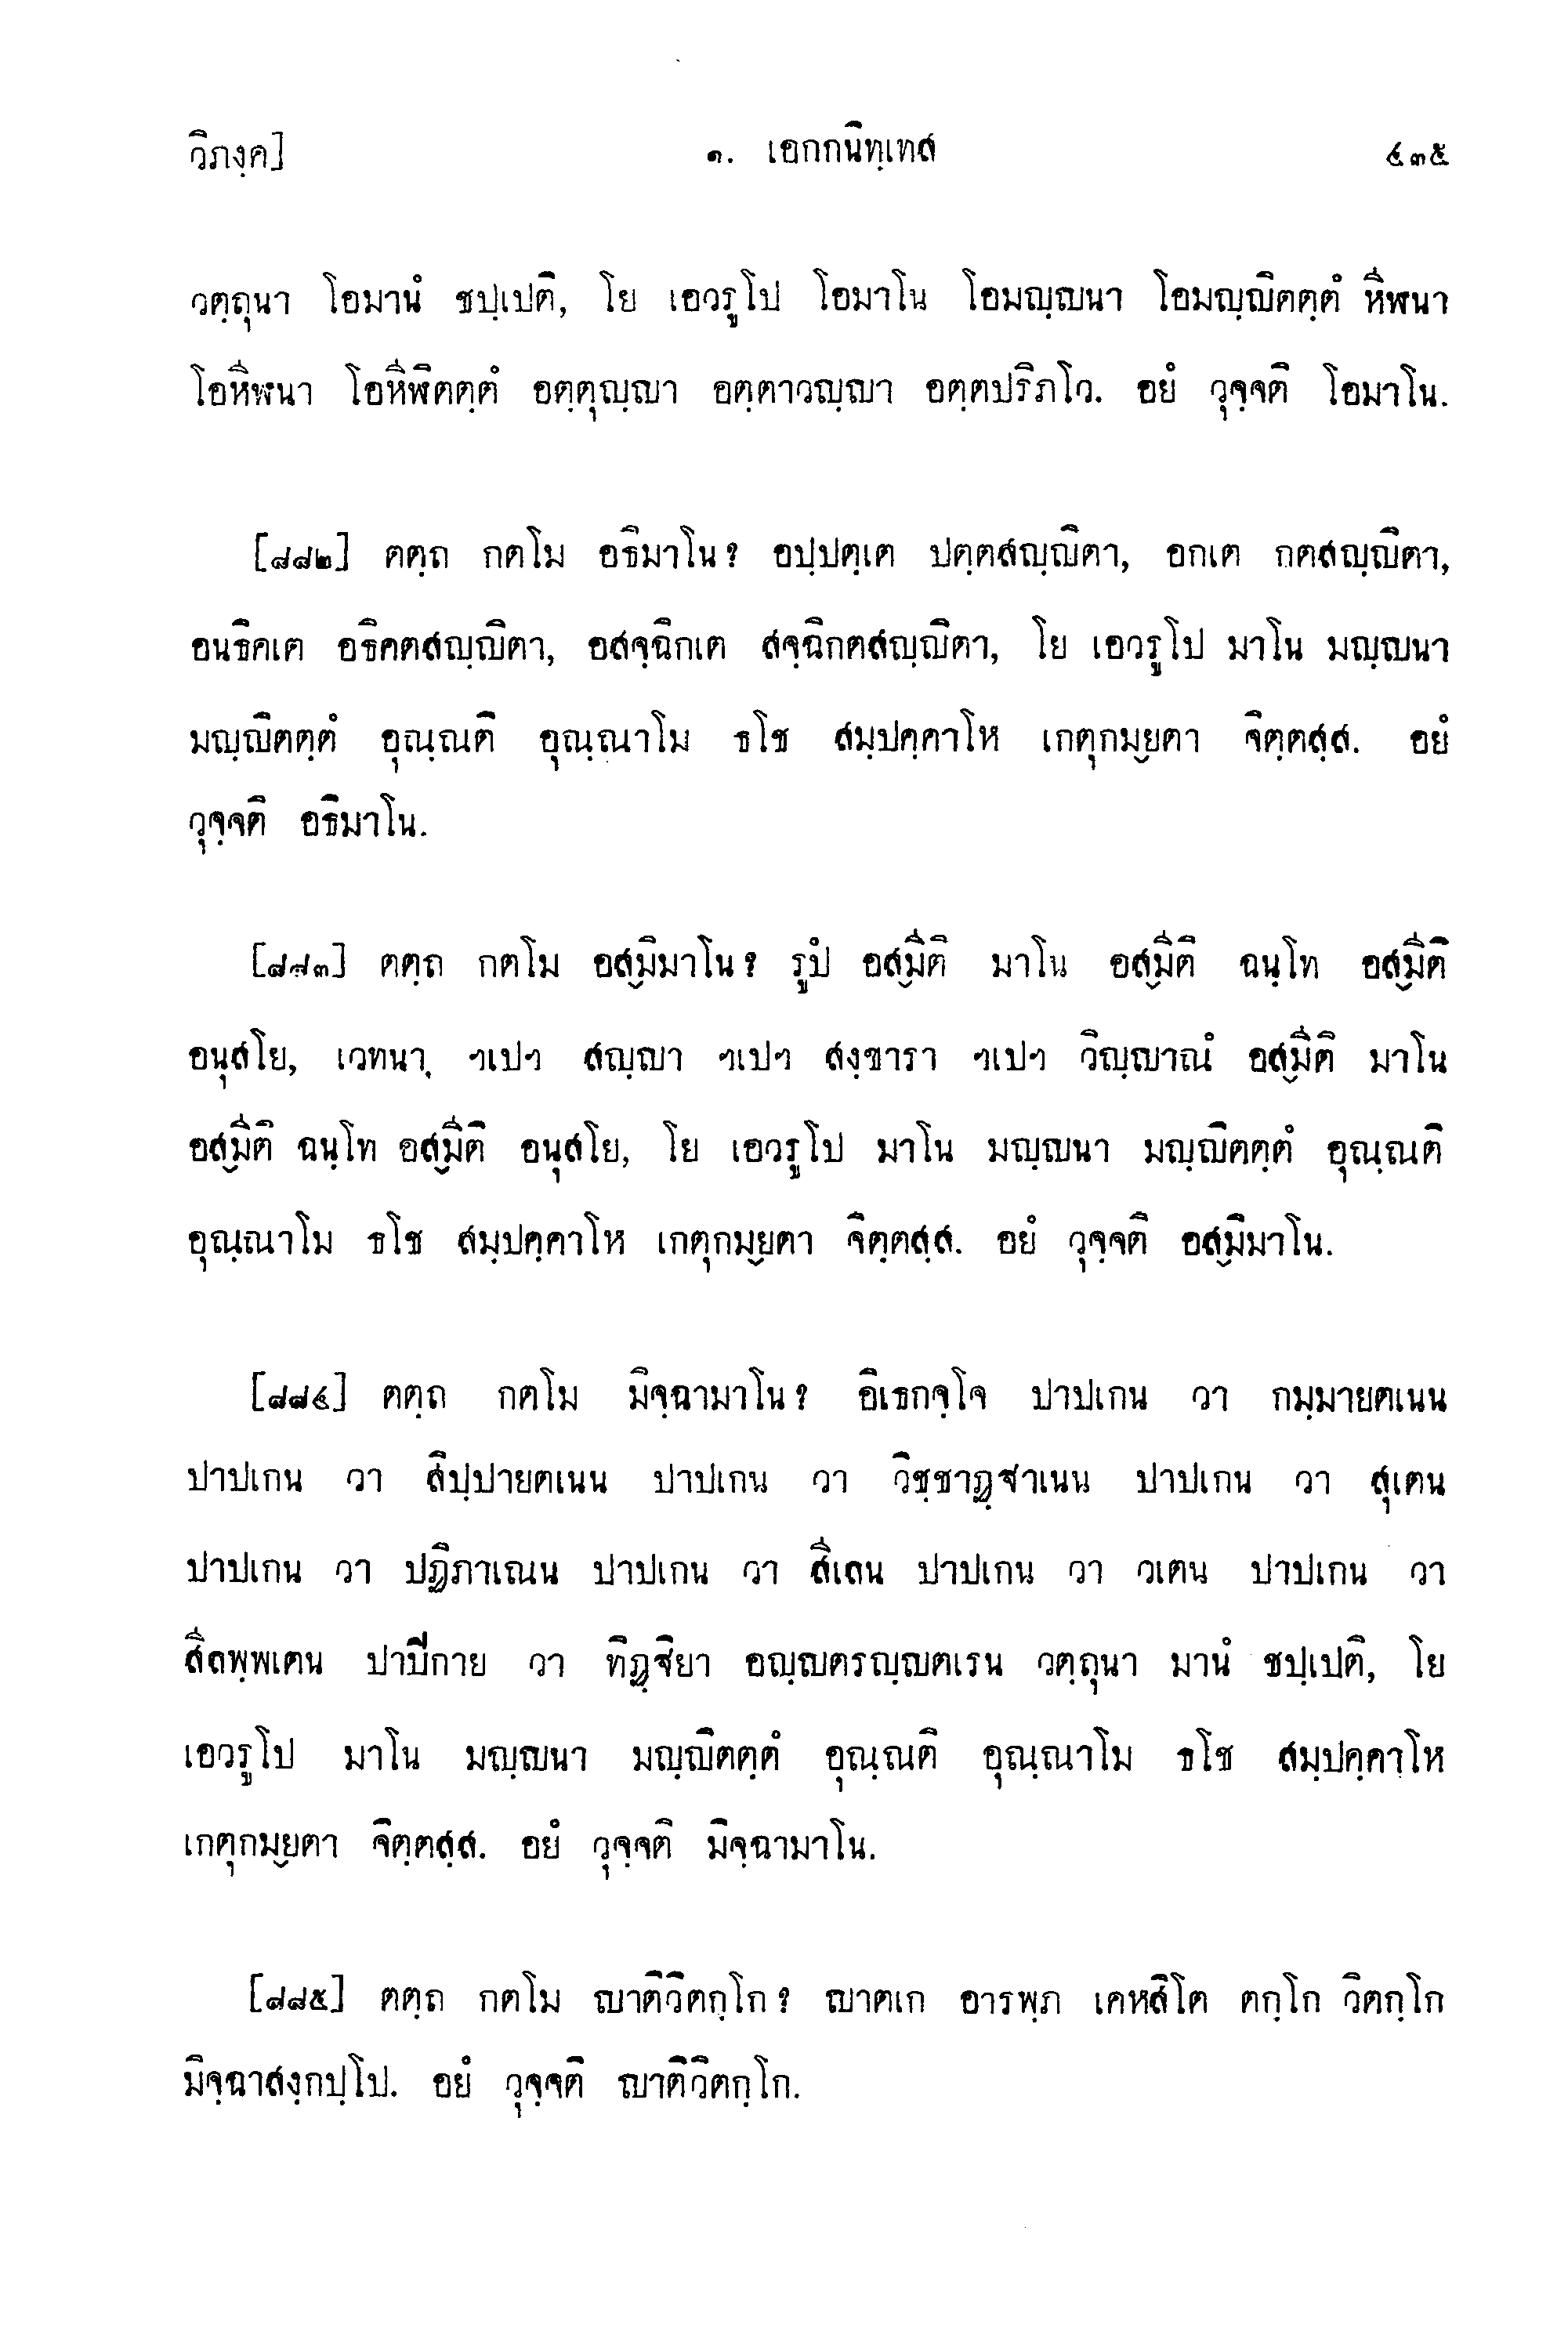 วิภงฺค]
๑. เอกกนิทฺเทส
๔๓๕
วตฺถุนา โอมานํ ชปฺเปติ, โย เอวรูโป โอมาโน โอมญฺญนา โอมญฺญิตตฺตํ หีฬนา
โอหีฬนา โอหีฬิตตฺตํ อตฺตุญฺญา อตฺตาวญฺญา อตฺตปริภโว. อยํ วุจฺจติ โอมาโน.
[๘๘๒] ตตฺถ กตโม อธิมาโน? อปฺปตฺเต ปตฺตสญฺญิตา, อกเต กตสญฺญิตา,
อนธิคเต อธิคตสญฺญิตา, อสจฺฉิกเต สจฺฉิกตสญฺญิตา, โย เอวรูโป มาโน มญฺญนา
มญฺญิตตฺตํ อุณฺณติ อุณฺณาโม ธโช สมฺปคฺคาโห เกตุกมฺยตา จิตฺตสฺส. อยํ
วุจฺจติ อธิมาโน.
[๘๘๓] ตตฺถ กตโม อสฺมิมาโน? รูปํ อสฺมีติ มาโน อสฺมีติ ฉนฺโท อสฺมีติ
อนุสโย, เวทนา, ฯเปฯ สญฺญา ฯเปฯ สงฺขารา ฯเปฯ วิญฺญาณํ อสฺมีติ มาโน
อสฺมีติ ฉนฺโท อสฺมีติ อนุสโย, โย เอวรูโป มาโน มญฺญนา มญฺญิตตฺตํ อุณฺณติ
อุณฺณาโม ธโช สมฺปคฺคาโห เกตุกมฺยตา จิตฺตสฺส. อยํ วุจฺจติ อสฺมิมาโน.
[๘๘๔] ตตฺถ กตโม มิจฺฉามาโน? อิเธกจฺโจ ปาปเกน วา กมฺมายตเนน
ปาปเกน วา สิปฺปายตเนน ปาปเกน วา วิชฺชาฏฺฐาเนน ปาปเกน วา สุเตน
ปาปเกน วา ปฏิภาเณน ปาปเกน วา สีเลน ปาปเกน วา วเตน ปาปเกน วา
สีลพฺพเตน ปาปิกาย วา ทิฏฺฐิยา อญฺญตรญฺญตเรน วตฺถุนา มานํ ชปฺเปติ, โย
เอวรูโป มาโน มญฺญนา มญฺญิตตฺตํ อุณฺณติ อุณฺณาโม ธโช สมฺปคฺคาโห
เกตุกมฺยตา จิตฺตสฺส. อยํ วุจฺจติ มิจฺฉามาโน.
[๘๘๕] ตตฺถ กตโม ญาติวิตกฺโก? ญาตเก อารพฺภ เคหสิโต ตกฺโก วิตกฺโก
มิจฺฉาสงฺกปฺโป. อยํ วุจฺจติ ญาติวิตกฺโก.